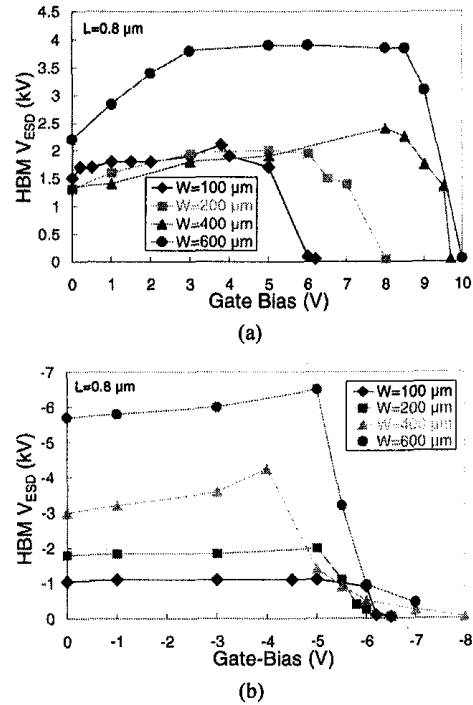 L=0.8 µm
HBM V_ESD (kV)
4.5
4
3.5
3
2.5
2
1.5
1
0.5
0
W=100 µm
W=200 µm
W=400 µm
W=600 µm
0 1 2 3 4 5 6 7 8 9 10
Gate Bias (V)
(a)
L=0.8 µm
HBM V_ESD (kV)
-7
-6
-5
-4
-3
-2
-1
0
W=100 µm
W=200 µm
W=400 µm
W=600 µm
0 -1 -2 -3 -4 -5 -6 -7 -8
Gate-Bias (V)
(b)